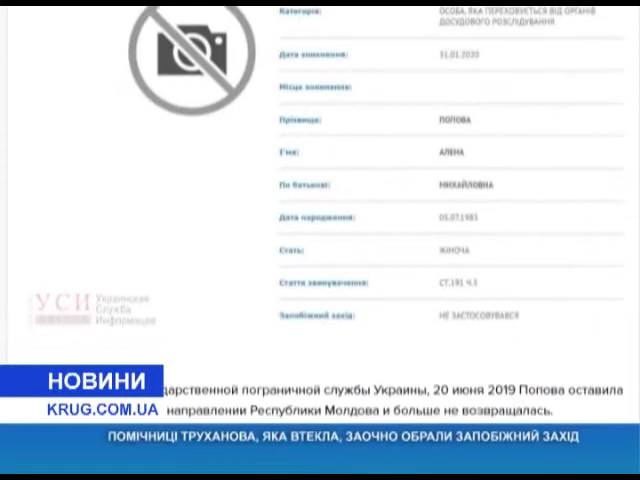 Категорія:
ОСОБА, ЯКА ПЕРЕХОВУЄТЬСЯ ВІД ОРГАНІВ
ДОСУДОВОГО РОЗСЛІДУВАННЯ
Дата зникнення:
31.01.2020
Місце зникнення:
Прізвище:
ПОПОВА
Ім'я:
АЛЕНА
По батькові:
МИХАЙЛОВНА
Дата народження:
05.07.1985
Стать:
ЖІНОЧА
Стаття звинувачення:
СТ.191 Ч.3
Запобіжний захід:
НЕ ЗАСТОСОВУВАВСЯ
УСИ
Украинская
Служба
Информации
дарственной пограничной службы Украины, 20 июня 2019 Попова оставила
направлении Республики Молдова и больше не возвращалась.
НОВИНИ
KRUG.COM.UA
ПОМІЧНИЦІ ТРУХАНОВА, ЯКА ВТЕКЛА, ЗАОЧНО ОБРАЛИ ЗАПОБІЖНИЙ ЗАХІД